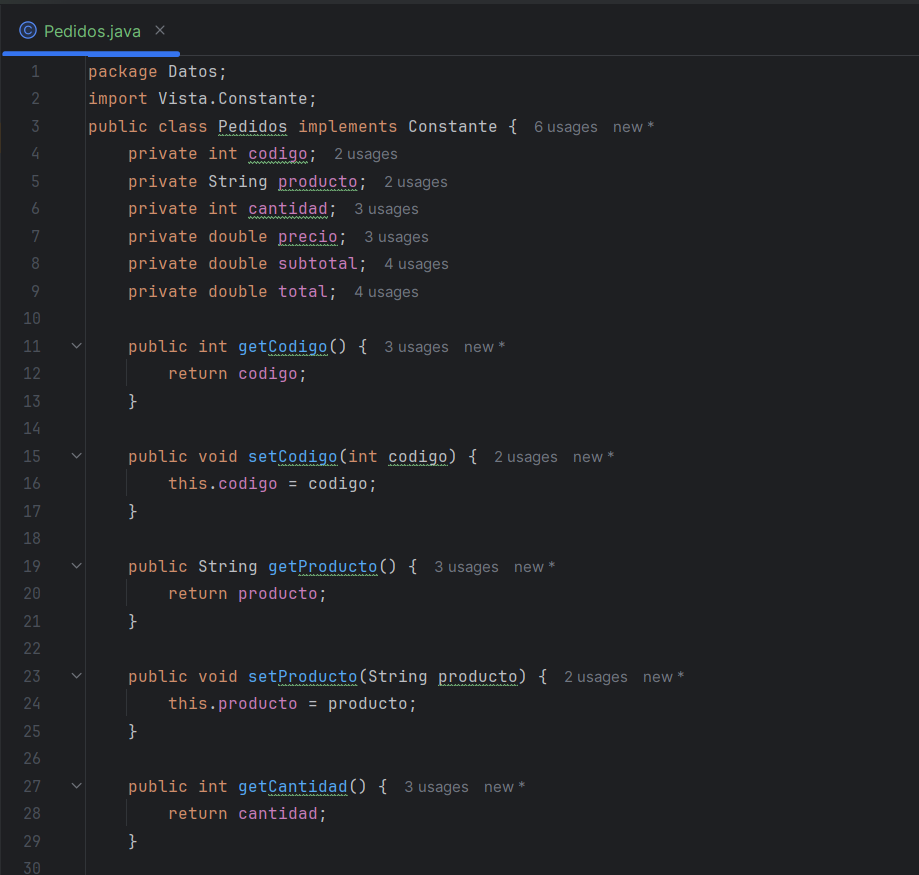 Pedidos.java
1 package Datos;
2 import Vista.Constante;
3 public class Pedidos implements Constante { 6 usages new *
4 private int codigo; 2 usages
5 private String producto; 2 usages
6 private int cantidad; 3 usages
7 private double precio; 3 usages
8 private double subtotal; 4 usages
9 private double total; 4 usages
10
11 public int getCodigo() { 3 usages new *
12 return codigo;
13 }
14
15 public void setCodigo(int codigo) { 2 usages new *
16 this.codigo = codigo;
17 }
18
19 public String getProducto() { 3 usages new *
20 return producto;
21 }
22
23 public void setProducto(String producto) { 2 usages new *
24 this.producto = producto;
25 }
26
27 public int getCantidad() { 3 usages new *
28 return cantidad;
29 }
30